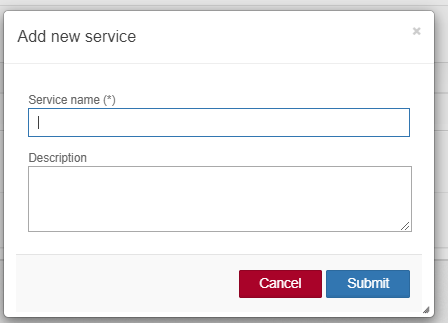 Add new service
×
Service name (*)
Description
Cancel Submit